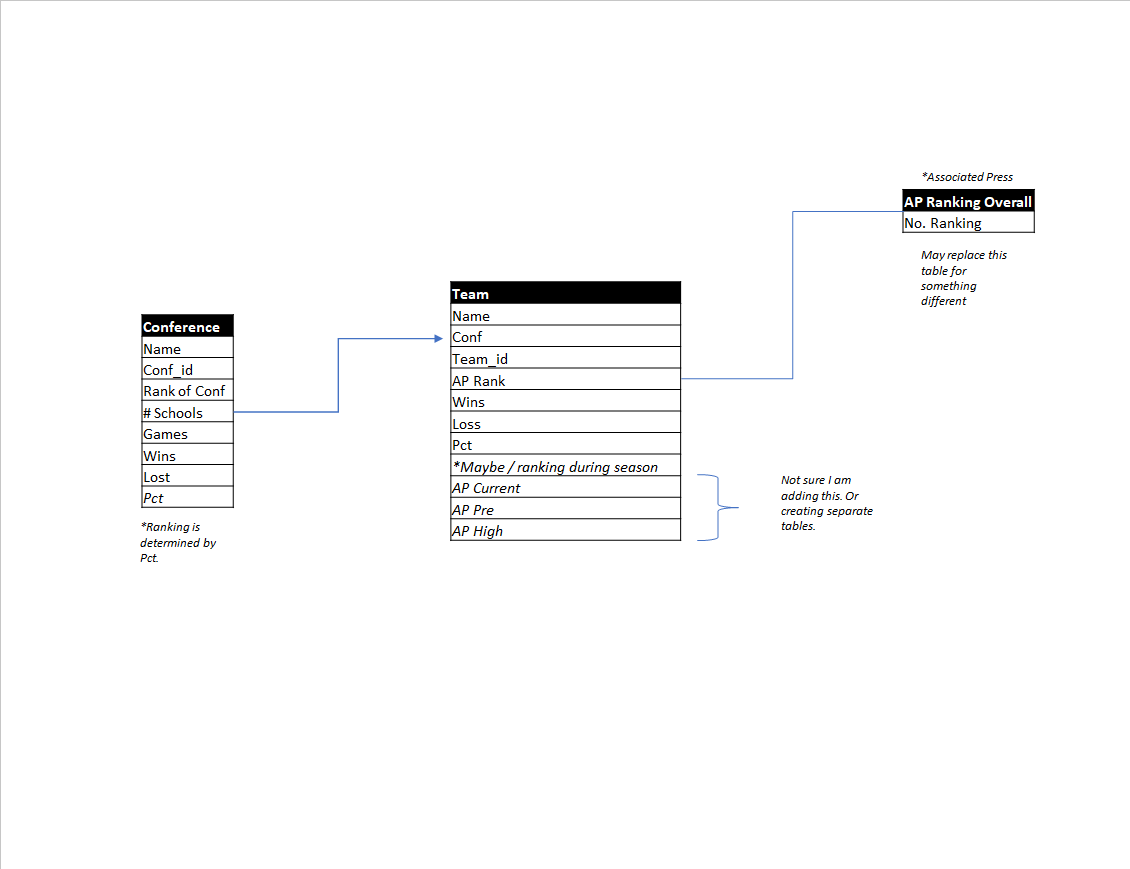 *Associated Press
AP Ranking Overall
No. Ranking
May replace this
table for
something
different
Team
Name
Conf
Team_id
AP Rank
Wins
Loss
Pct
*Maybe / ranking during season
AP Current
AP Pre
AP High
Conference
Name
Conf_id
Rank of Conf
# Schools
Games
Wins
Lost
Pct
*Ranking is
determined by
Pct.
Not sure I am
adding this. Or
creating separate
tables.